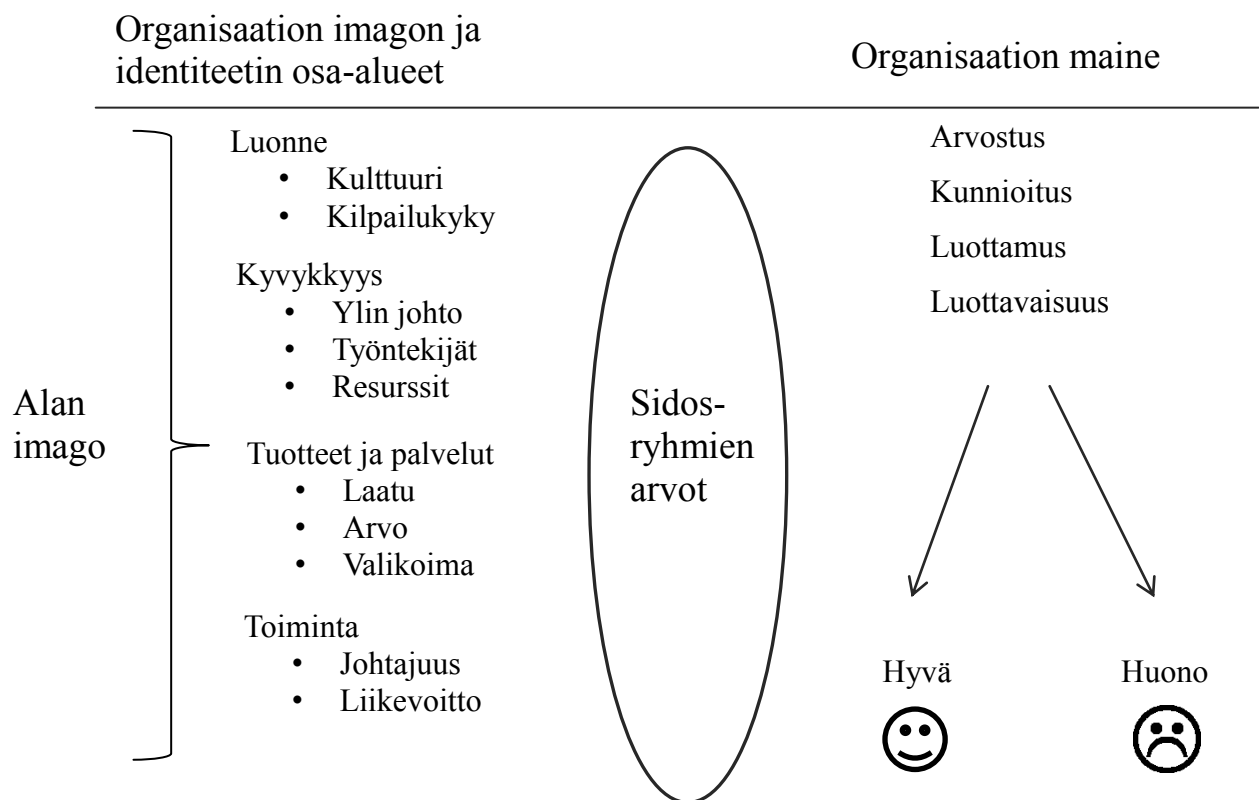 Organisaation imagon ja
identiteetin osa-alueet
Organisaation maine
Alan
imago
Luonne
• Kulttuuri
• Kilpailukyky
Kyvykkyys
• Ylin johto
• Työntekijät
• Resurssit
Tuotteet ja palvelut
• Laatu
• Arvo
• Valikoima
Toiminta
• Johtajuus
• Liikevoitto
Sidos-
ryhmien
arvot
Arvostus
Kunnioitus
Luottamus
Luottavaisuus
Hyvä
Huono